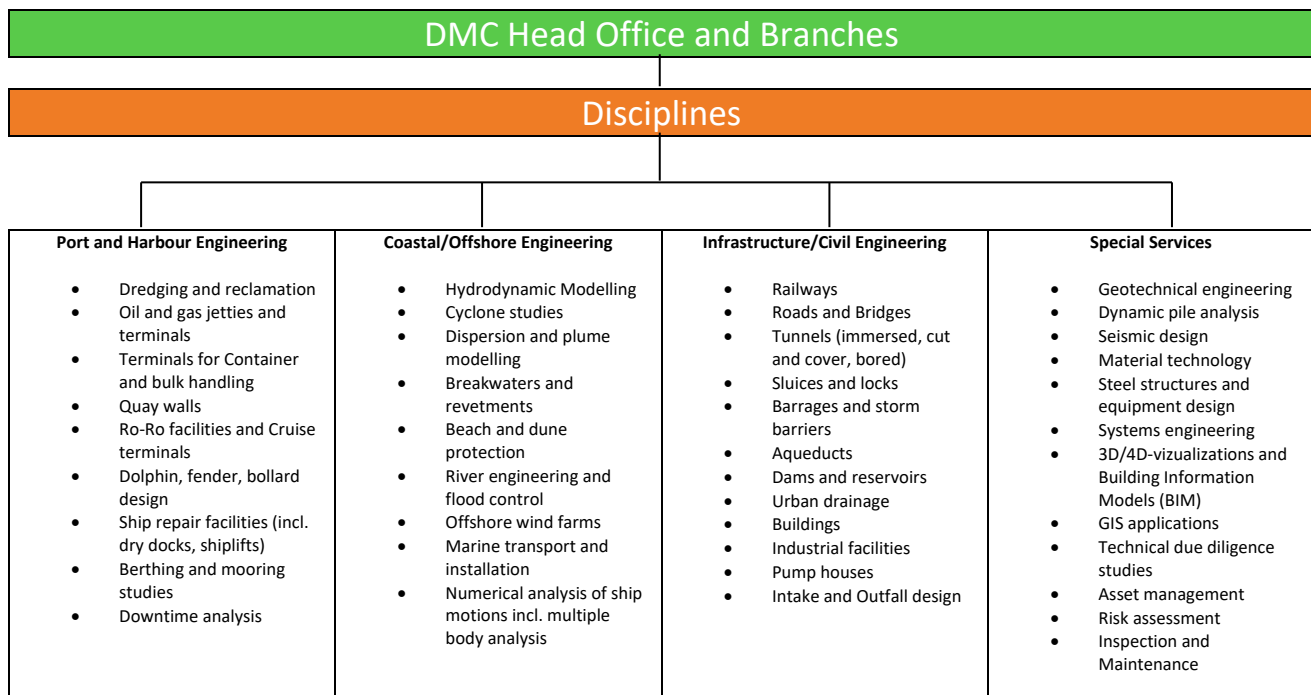 DMC Head Office and Branches
Disciplines
Port and Harbour Engineering
• Dredging and reclamation
• Oil and gas jetties and
terminals
• Terminals for Container
and bulk handling
• Quay walls
• Ro-Ro facilities and Cruise
terminals
• Dolphin, fender, bollard
design
• Ship repair facilities (incl.
dry docks, shiplifts)
• Berthing and mooring
studies
• Downtime analysis
Coastal/Offshore Engineering
• Hydrodynamic Modelling
• Cyclone studies
• Dispersion and plume
modelling
• Breakwaters and
revetments
• Beach and dune
protection
• River engineering and
flood control
• Offshore wind farms
• Marine transport and
installation
• Numerical analysis of ship
motions incl. multiple
body analysis
Infrastructure/Civil Engineering
• Railways
• Roads and Bridges
• Tunnels (immersed, cut
and cover, bored)
• Sluices and locks
• Barrages and storm
barriers
• Aqueducts
• Dams and reservoirs
• Urban drainage
• Buildings
• Industrial facilities
• Pump houses
• Intake and Outfall design
Special Services
• Geotechnical engineering
• Dynamic pile analysis
• Seismic design
• Material technology
• Steel structures and
equipment design
• Systems engineering
• 3D/4D-vizualizations and
Building Information
Models (BIM)
• GIS applications
• Technical due diligence
studies
• Asset management
• Risk assessment
• Inspection and
Maintenance